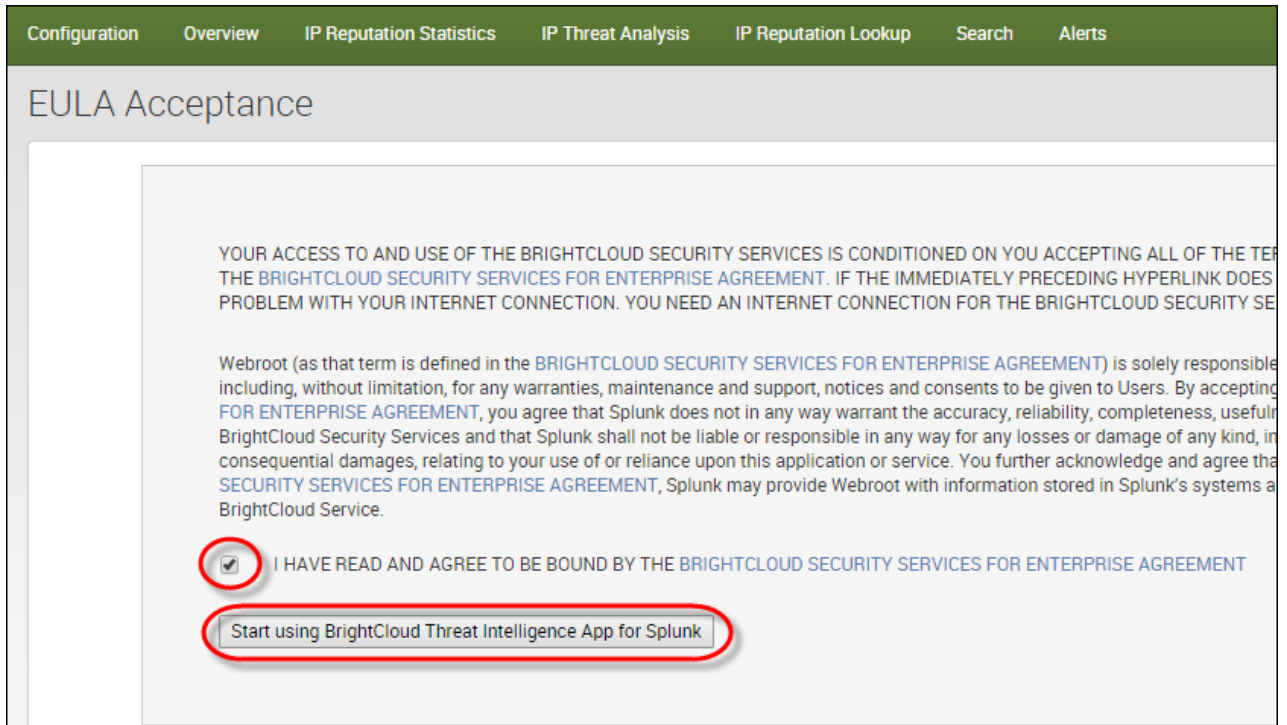 Configuration Overview IP Reputation Statistics IP Threat Analysis IP Reputation Lookup Search Alerts
EULA Acceptance
YOUR ACCESS TO AND USE OF THE BRIGHTCLOUD SECURITY SERVICES IS CONDITIONED ON YOU ACCEPTING ALL OF THE TER
THE BRIGHTCLOUD SECURITY SERVICES FOR ENTERPRISE AGREEMENT. IF THE IMMEDIATELY PRECEDING HYPERLINK DOES
PROBLEM WITH YOUR INTERNET CONNECTION. YOU NEED AN INTERNET CONNECTION FOR THE BRIGHTCLOUD SECURITY SE
Webroot (as that term is defined in the BRIGHTCLOUD SECURITY SERVICES FOR ENTERPRISE AGREEMENT) is solely responsible
including, without limitation, for any warranties, maintenance and support, notices and consents to be given to Users. By accepting
FOR ENTERPRISE AGREEMENT, you agree that Splunk does not in any way warrant the accuracy, reliability, completeness, usefuln
BrightCloud Security Services and that Splunk shall not be liable or responsible in any way for any losses or damage of any kind, in
consequential damages, relating to your use of or reliance upon this application or service. You further acknowledge and agree tha
SECURITY SERVICES FOR ENTERPRISE AGREEMENT, Splunk may provide Webroot with information stored in Splunk's systems a
BrightCloud Service.
I HAVE READ AND AGREE TO BE BOUND BY THE BRIGHTCLOUD SECURITY SERVICES FOR ENTERPRISE AGREEMENT
Start using BrightCloud Threat Intelligence App for Splunk